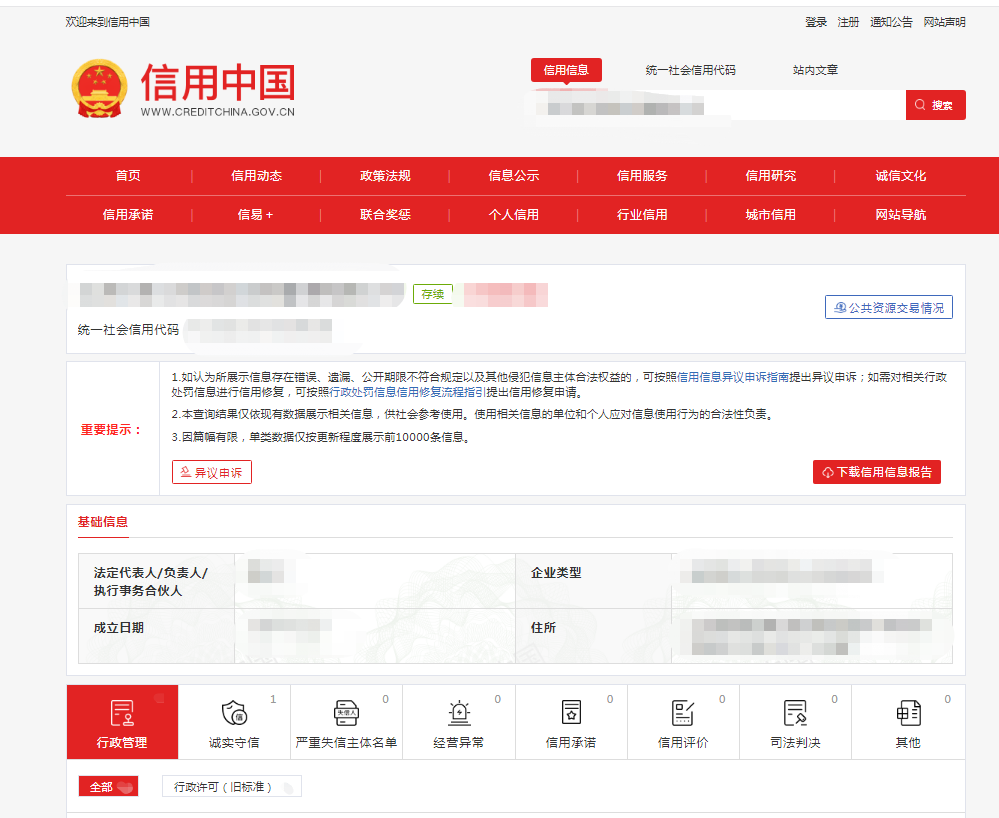 欢迎来到信用中国
登录 注册 通知公告 网站声明
信用中国
WWW.CREDITCHINA.GOV.CN
信用信息 统一社会信用代码 站内文章
搜索
首页 | 信用动态 | 政策法规 | 信息公示 | 信用服务 | 信用研究 | 诚信文化
信用承诺 | 信易+ | 联合奖惩 | 个人信用 | 行业信用 | 城市信用 | 网站导航
存续
公共资源交易情况
统一社会信用代码
重要提示：
1.如认为所展示信息存在错误、遗漏、公开期限不符合规定以及其他侵犯信息主体合法权益的，可按照信用信息异议申诉指南提出异议申诉；如需对相关行政
处罚信息进行信用修复，可按照行政处罚信息信用修复流程指引提出信用修复申请。
2.本查询结果仅依现有数据展示相关信息，供社会参考使用。使用相关信息的单位和个人应对信息使用行为的合法性负责。
3.因篇幅有限，单类数据仅按更新程度展示前10000条信息。
异议申诉
下载信用信息报告
基础信息
法定代表人/负责人/
执行事务合伙人
企业类型
成立日期
住所
1 0 0 0 0 0 0
行政管理 诚实守信 严重失信主体名单 经营异常 信用承诺 信用评价 司法判决 其他
全部 行政许可（旧标准）